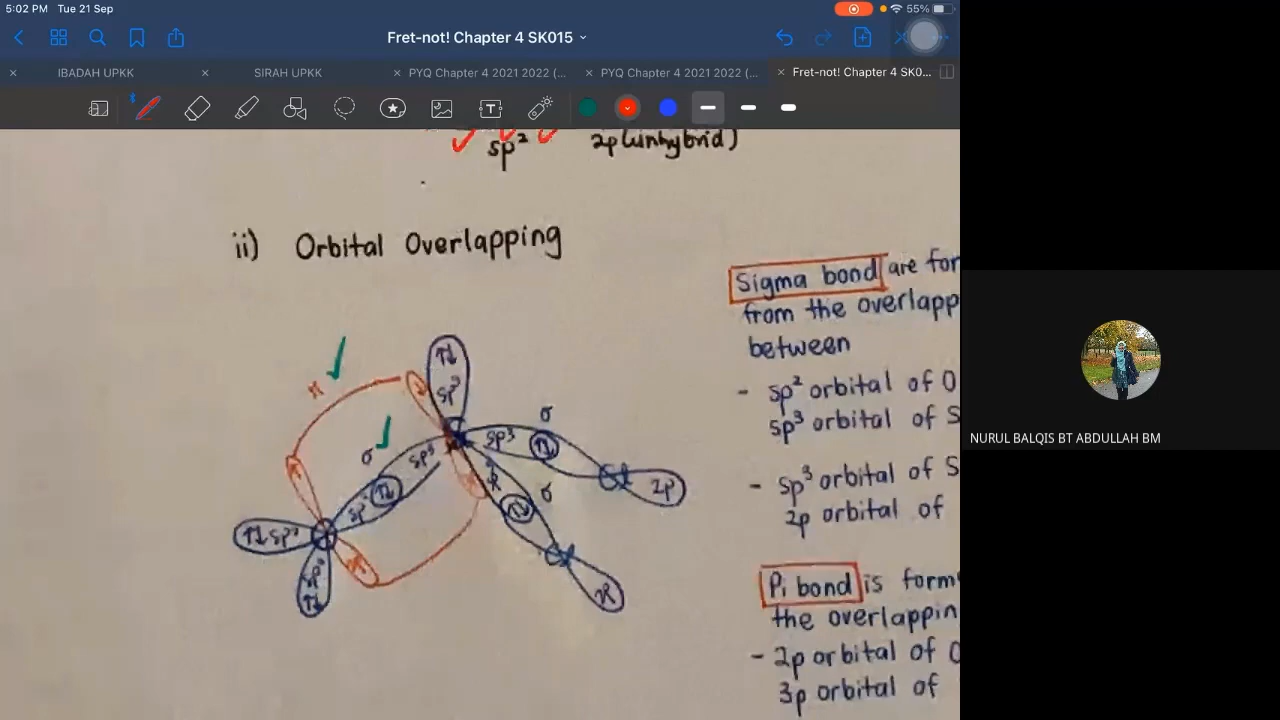 5:02 PM Tue 21 Sep
55%
Fret-not! Chapter 4 SK015
IBADAH UPKK
SIRAH UPKK
PYQ Chapter 4 2021 2022 (...
PYQ Chapter 4 2021 2022 (...
Fret-not! Chapter 4 SK0...
T
sp² 2p(unhybrid)
ii) Orbital Overlapping
Sigma bond are for
from the overlapp
between
- sp² orbital of O
sp³ orbital of S
- sp³ orbital of S
2p orbital of
Pi bond is form
the overlappin
- 2p orbital of O
3p orbital of
π
σ
sp³
sp³
σ
2p
σ
NURUL BALQIS BT ABDULLAH BM